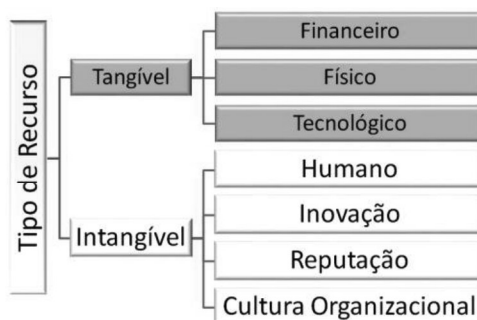 Tipo de Recurso
Tangível
Financeiro
Físico
Tecnológico
Intangível
Humano
Inovação
Reputação
Cultura Organizacional